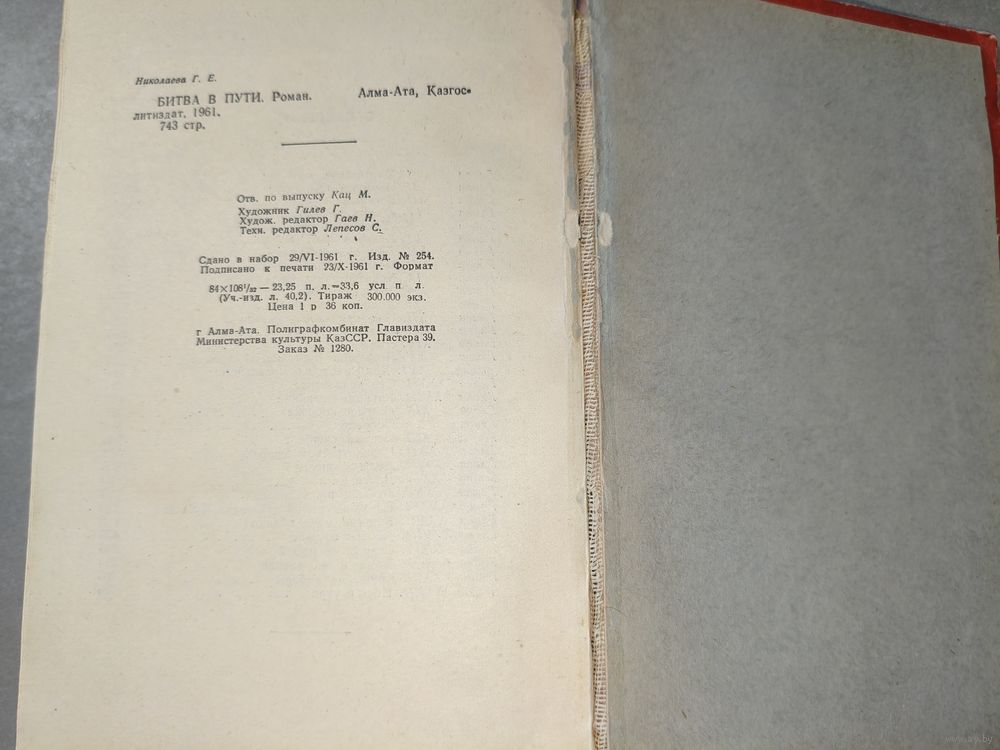 Николаева Г. Е.
БИТВА В ПУТИ. Роман. Алма-Ата, Казгос-
литиздат, 1961.
743 стр.
Отв. по выпуску Кац М.
Художник Гилев Г.
Худож. редактор Гаев Н.
Техн. редактор Лепесов С.
Сдано в набор 29/VI-1961 г. Изд. № 254.
Подписано к печати 23/X-1961 г. Формат
84×108¹/₃₂ — 23,25 п. л.=33,6 усл п л.
(Уч.-изд. л. 40,2). Тираж 300.000 экз.
Цена 1 р 36 коп.
г Алма-Ата. Полиграфкомбинат Главиздата
Министерства культуры КазССР. Пастера 39.
Заказ № 1280.
www.ay.by